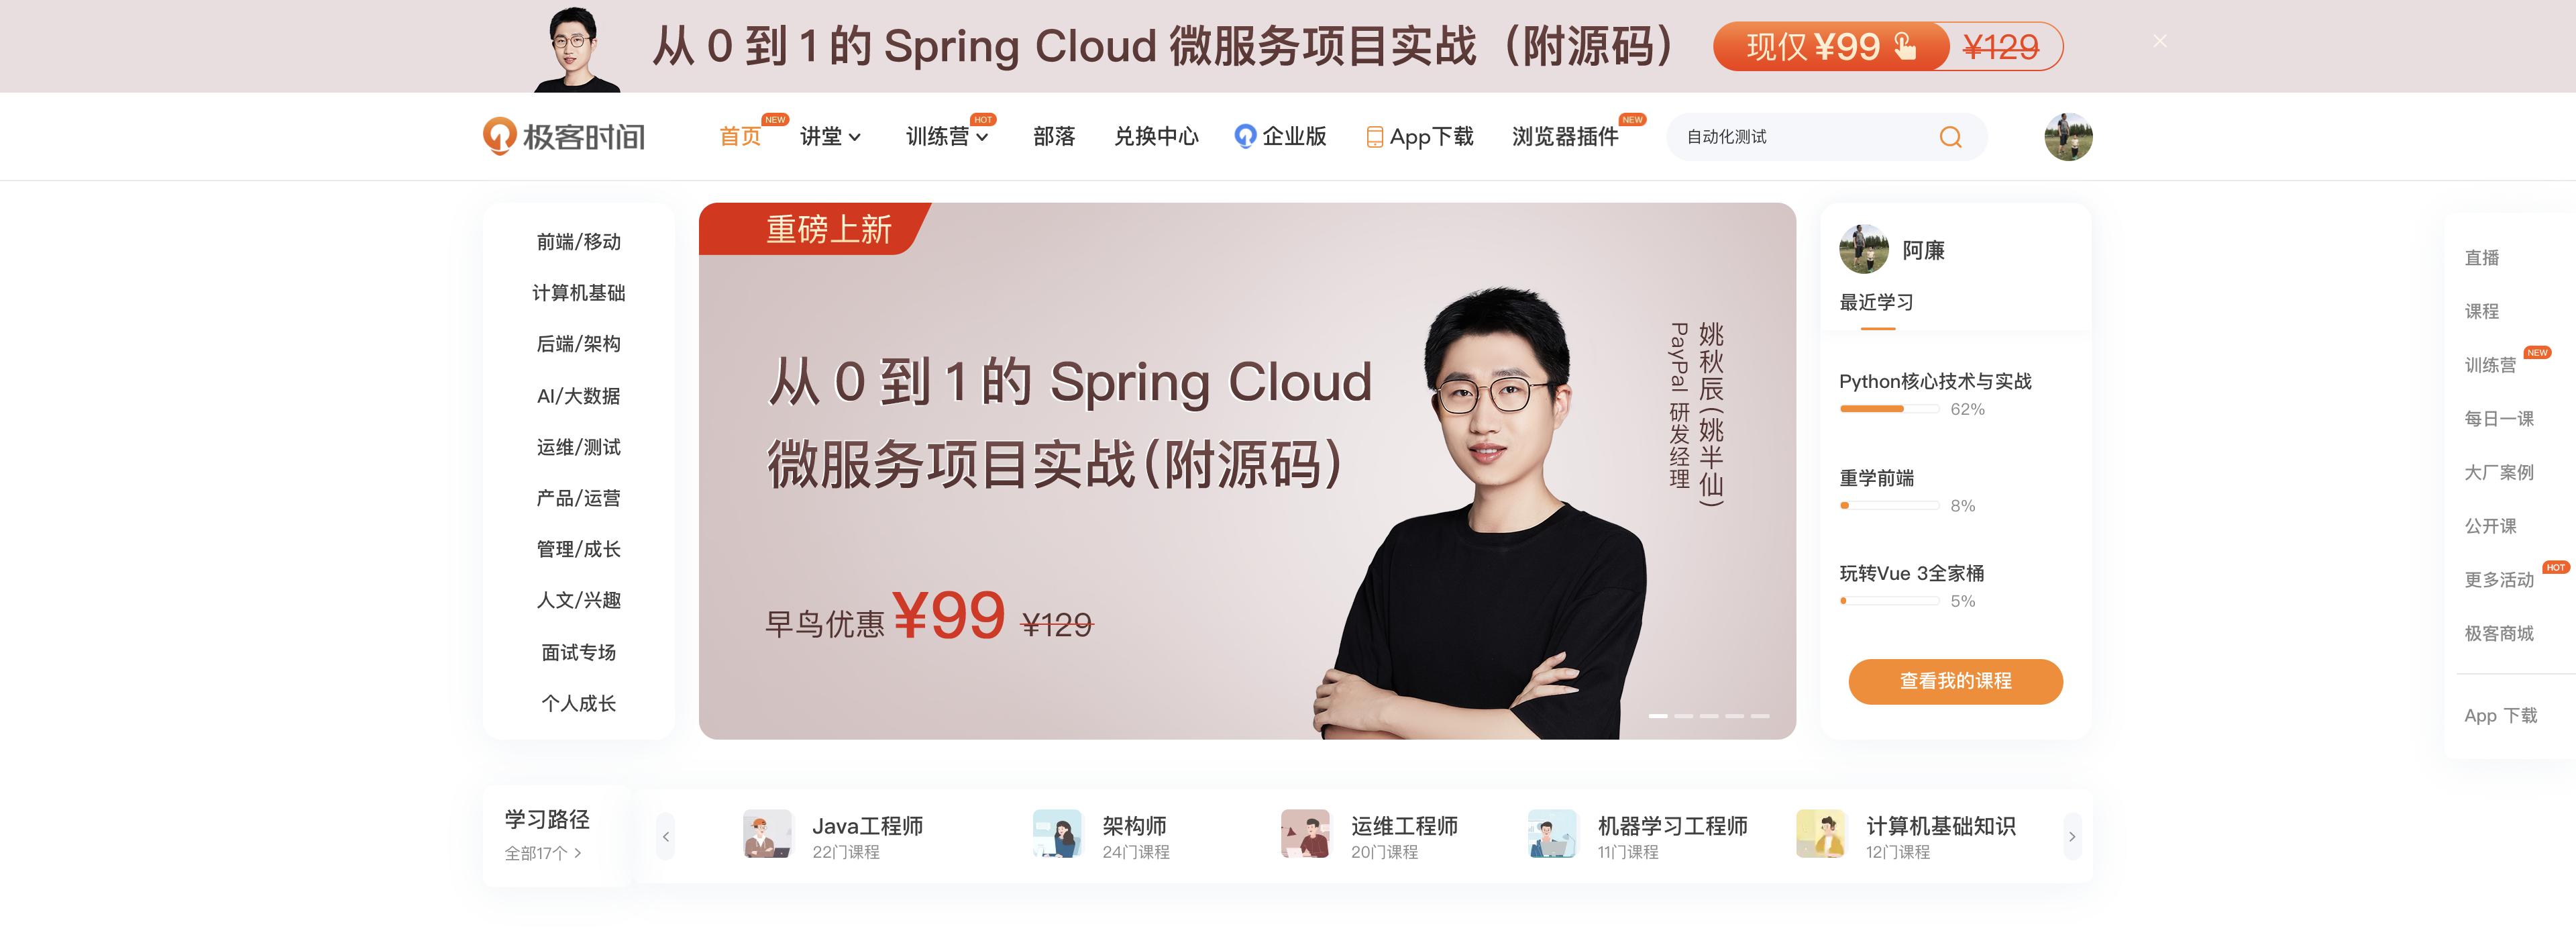 从 0 到 1 的 Spring Cloud 微服务项目实战（附源码）
现仅 ¥99
¥129
极客时间
首页 NEW
讲堂
训练营 HOT
部落
兑换中心
企业版
App下载
浏览器插件 NEW
自动化测试
前端/移动
计算机基础
后端/架构
AI/大数据
运维/测试
产品/运营
管理/成长
人文/兴趣
面试专场
个人成长
重磅上新
从 0 到 1 的 Spring Cloud
微服务项目实战(附源码)
早鸟优惠 ¥99 ¥129
姚秋辰(姚半仙)
PayPal 研发经理
阿廉
最近学习
Python核心技术与实战
62%
重学前端
8%
玩转Vue 3全家桶
5%
查看我的课程
直播
课程
训练营 NEW
每日一课
大厂案例
公开课
更多活动 HOT
极客商城
App 下载
学习路径
全部17个 >
Java工程师
22门课程
架构师
24门课程
运维工程师
20门课程
机器学习工程师
11门课程
计算机基础知识
12门课程